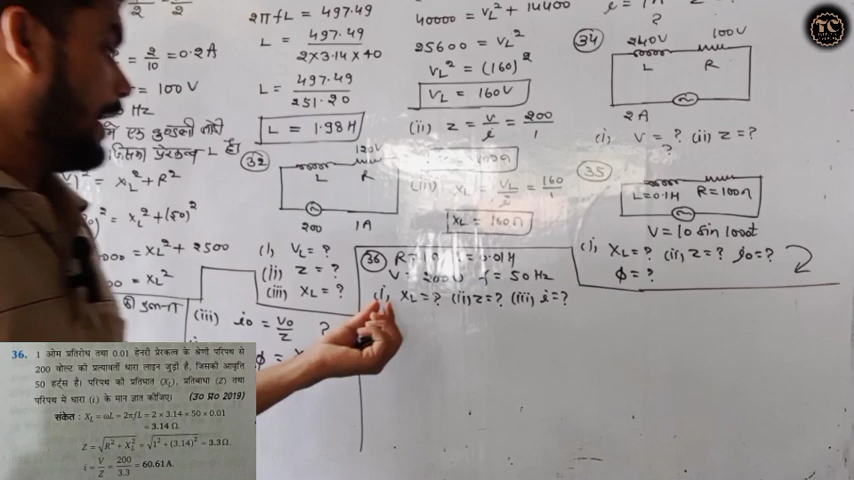 2πfL = 497.49
L = 497.49 / 2×3.14×40
L = 497.49 / 251.20
L = 1.98H
= 2/10 = 0.2A
= 100V
Hz
जिसका प्रेरकत्व L है।
= XL² + R²
= XL² + (50)²
= XL² + 2500
= XL²
40000 = VL² + 14400
25600 = VL²
VL² = (160)²
VL = 160V
(ii) Z = V/i = 200/1
(iii) XL = VL/i = 160/1
XL = 160Ω
32
120V
L R
200 1A
(i) VL = ?
(ii) Z = ?
(iii) XL = ?
(iii) i₀ = V₀/Z ?
34
240V 100V
L R
2A
(i) V = ? (ii) Z = ?
35
L=0.1H R=100Ω
V = 10 sin 1000t
(i) XL = ? (ii) Z = ? i₀ = ?
ϕ = ?
36 R = 1Ω L = 0.01H
V = 200V f = 50 Hz
(i) XL = ? (ii) Z = ? (iii) i = ?
36. 1 ओम प्रतिरोध तथा 0.01 हेनरी प्रेरकत्व के श्रेणी परिपथ से
200 वोल्ट की प्रत्यावर्ती धारा लाइन जुड़ी है, जिसकी आवृत्ति
50 हर्ट्स है। परिपथ की प्रतिघात (XL), प्रतिबाधा (Z) तथा
परिपथ में धारा (i) के मान ज्ञात कीजिए। (उ० प्र० 2019)
संकेत : XL = ωL = 2πfL = 2 × 3.14 × 50 × 0.01
= 3.14 Ω.
Z = √R² + XL² = √1² + (3.14)² = 3.3 Ω.
i = V/Z = 200/3.3 = 60.61A.